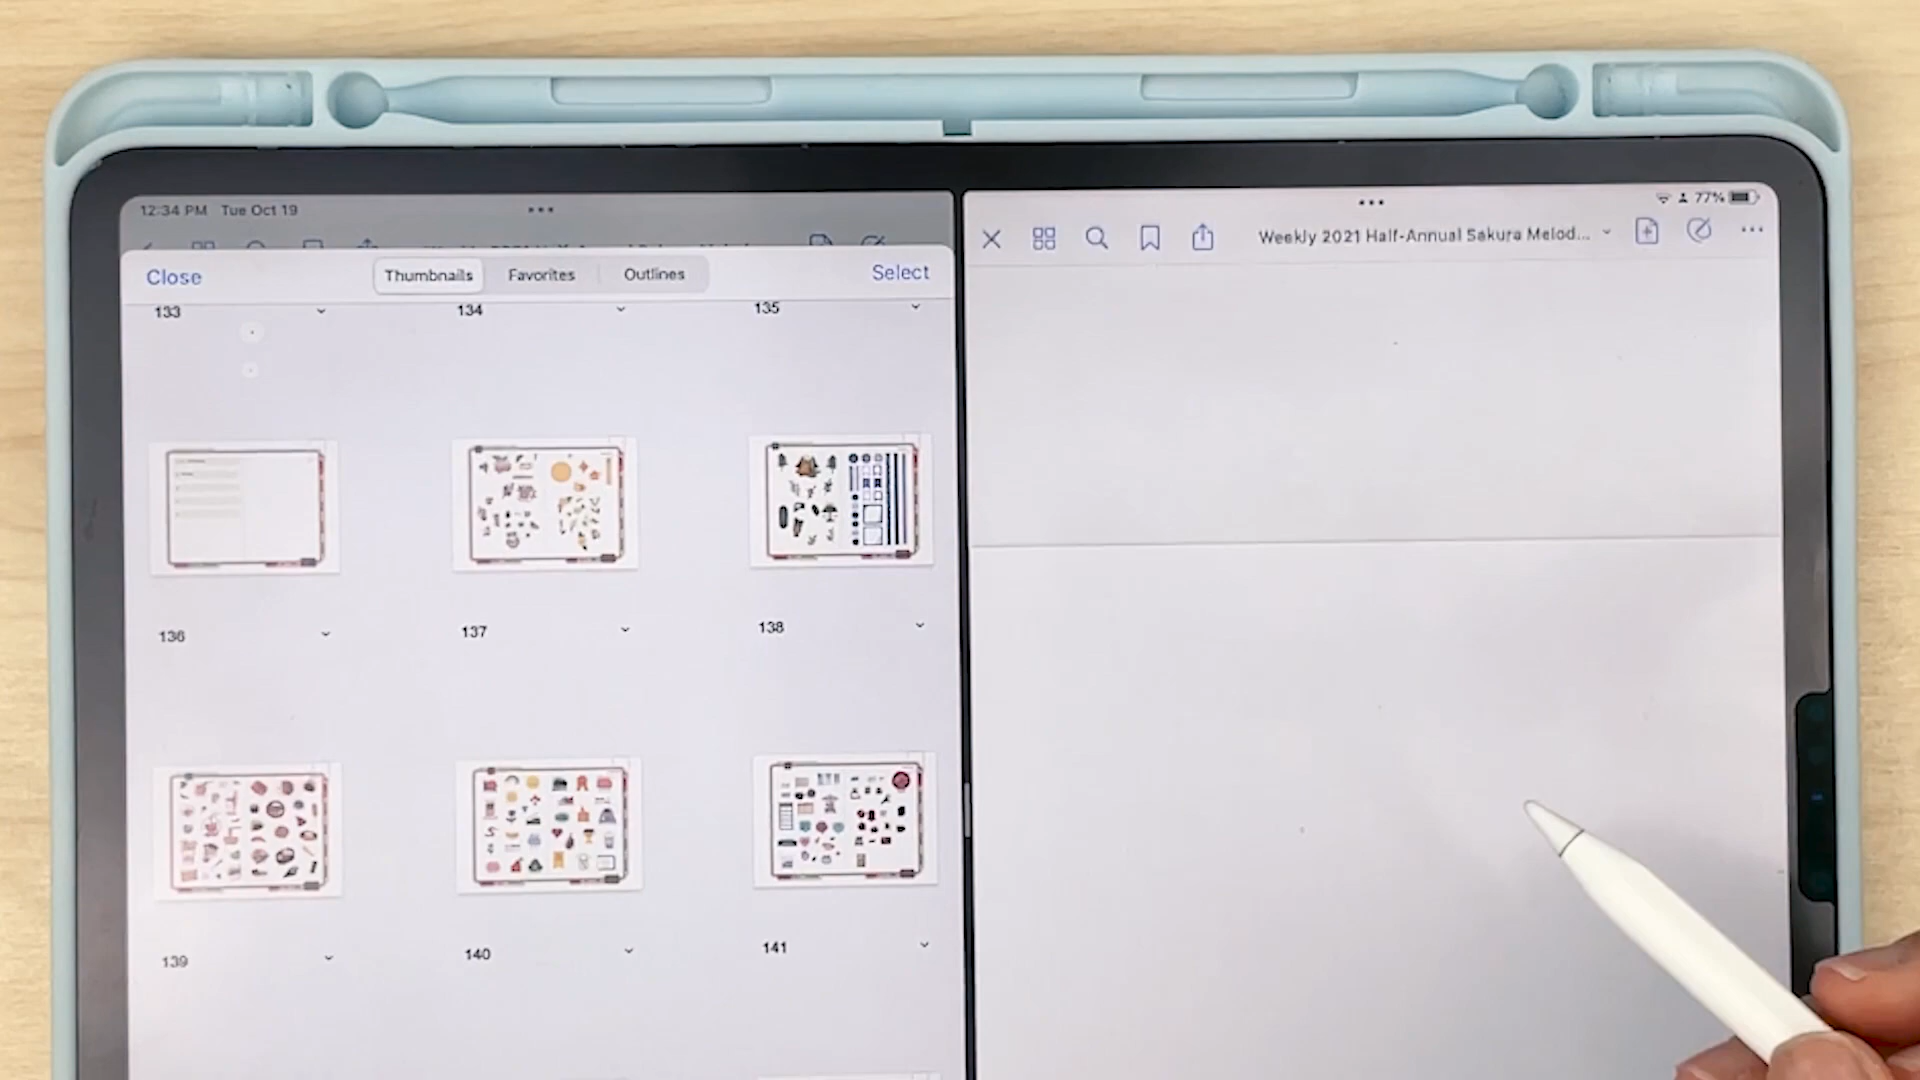 12:34 PM Tue Oct 19
77%
Weekly 2021 Half-Annual Sakura Melod...
Close
Thumbnails
Favorites
Outlines
Select
133
134
135
136
137
138
139
140
141